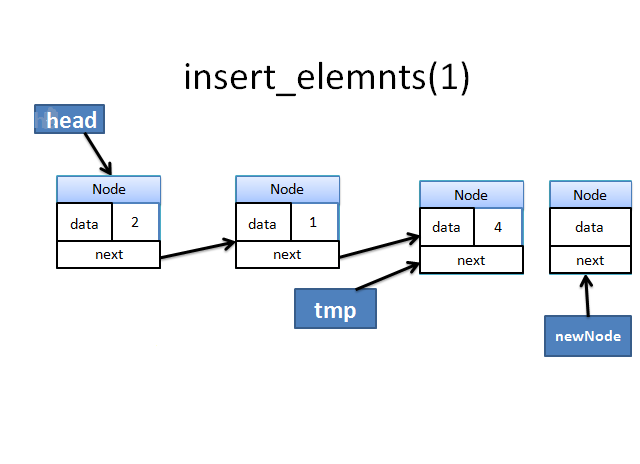 insert_elemnts(1)
head
Node
Node
Node
Node
data 2
data 1
data 4
data
next
next
next
next
tmp
newNode